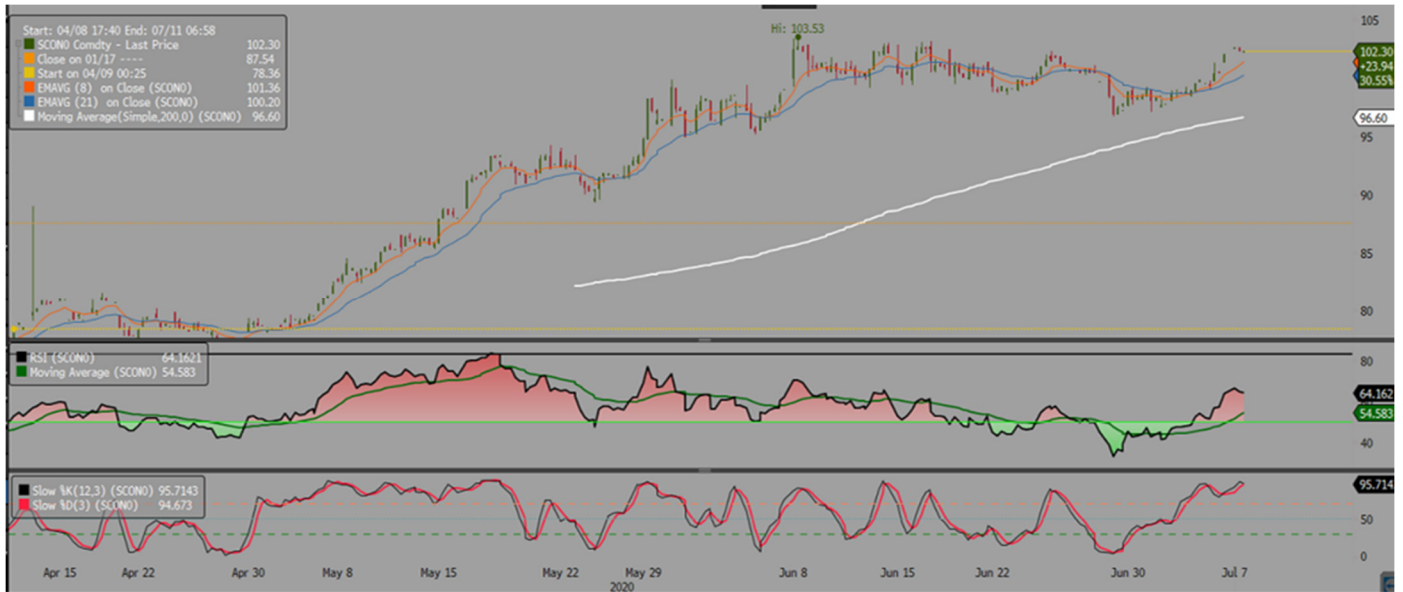 Start: 04/08 17:40 End: 07/11 06:58
SCON0 Comdty - Last Price 102.30
Close on 01/17 ---- 87.54
Start on 04/09 00:25 78.36
EMAVG (8) on Close (SCON0) 101.36
EMAVG (21) on Close (SCON0) 100.20
Moving Average(Simple,200,0) (SCON0) 96.60
Hi: 103.53
105
102.30
+23.94
30.55%
96.60
95
90
85
80
RSI (SCON0) 64.1621
Moving Average (SCON0) 54.583
80
64.162
54.583
40
Slow %K(12,3) (SCON0) 95.7143
Slow %D(3) (SCON0) 94.673
95.714
50
0
Apr 15 Apr 22 Apr 30 May 8 May 15 May 22 May 29 Jun 8 Jun 15 Jun 22 Jun 30 Jul 7
2020